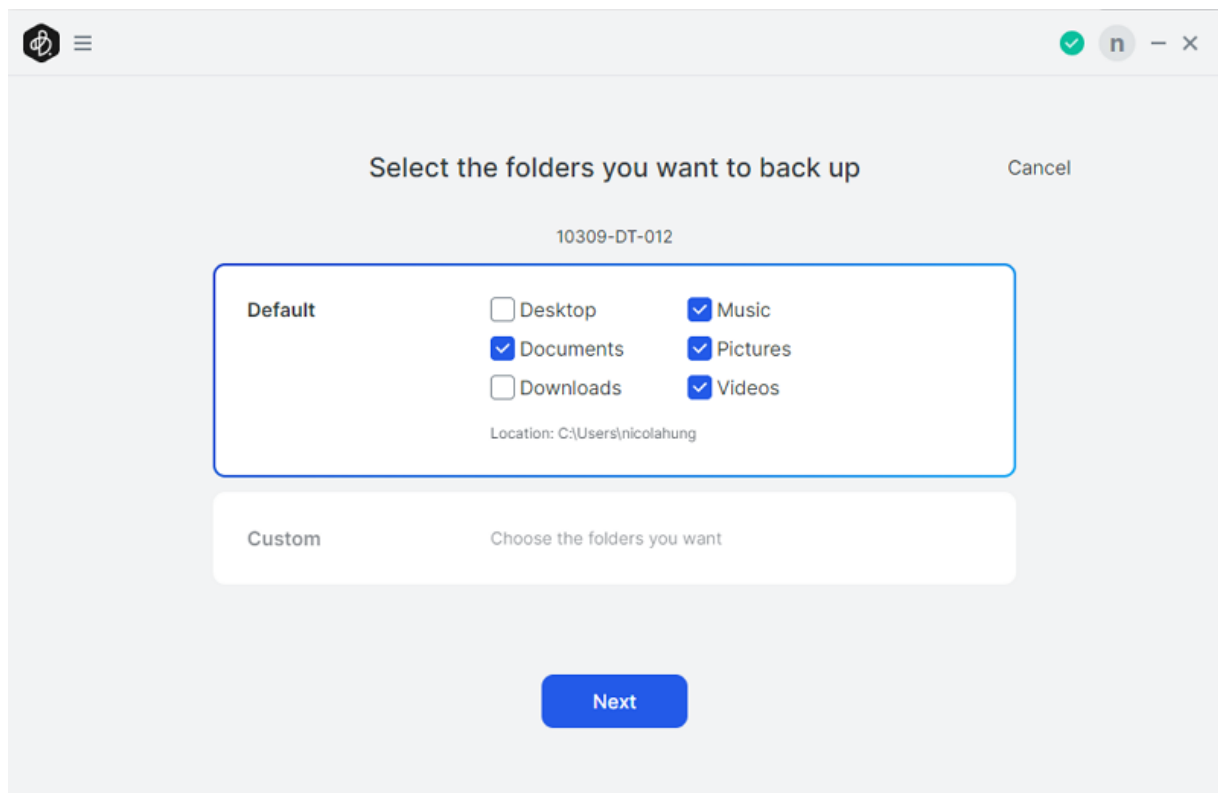 n
Select the folders you want to back up
Cancel
10309-DT-012
Default
Desktop
Music
Documents
Pictures
Downloads
Videos
Location: C:\Users\nicolahung
Custom
Choose the folders you want
Next